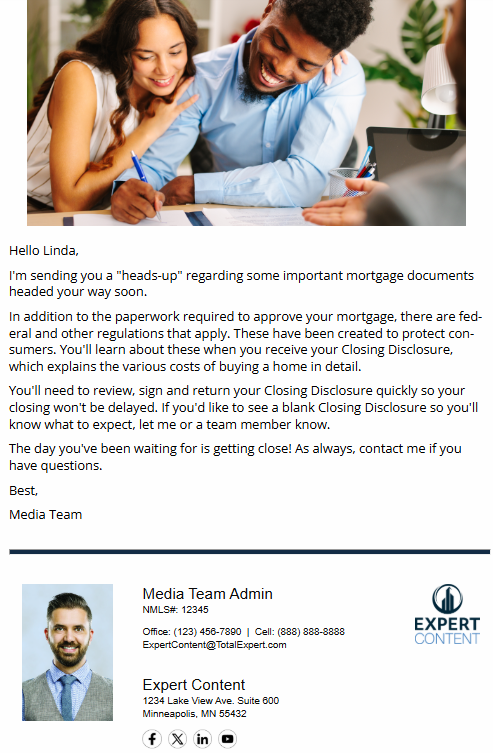 Hello Linda,
I'm sending you a "heads-up" regarding some important mortgage documents
headed your way soon.
In addition to the paperwork required to approve your mortgage, there are fed-
eral and other regulations that apply. These have been created to protect con-
sumers. You'll learn about these when you receive your Closing Disclosure,
which explains the various costs of buying a home in detail.
You'll need to review, sign and return your Closing Disclosure quickly so your
closing won't be delayed. If you'd like to see a blank Closing Disclosure so you'll
know what to expect, let me or a team member know.
The day you've been waiting for is getting close! As always, contact me if you
have questions.
Best,
Media Team
Media Team Admin
NMLS#: 12345
Office: (123) 456-7890 | Cell: (888) 888-8888
ExpertContent@TotalExpert.com
Expert Content
1234 Lake View Ave. Suite 600
Minneapolis, MN 55432
EXPERT
CONTENT